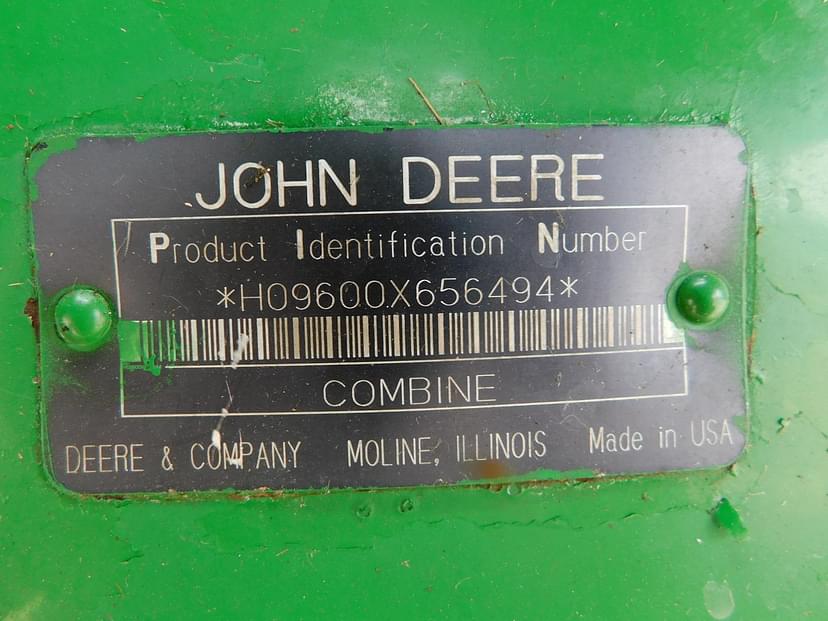 JOHN DEERE
Product Identification Number
*H09600X656494*
COMBINE
DEERE & COMPANY MOLINE, ILLINOIS Made in USA